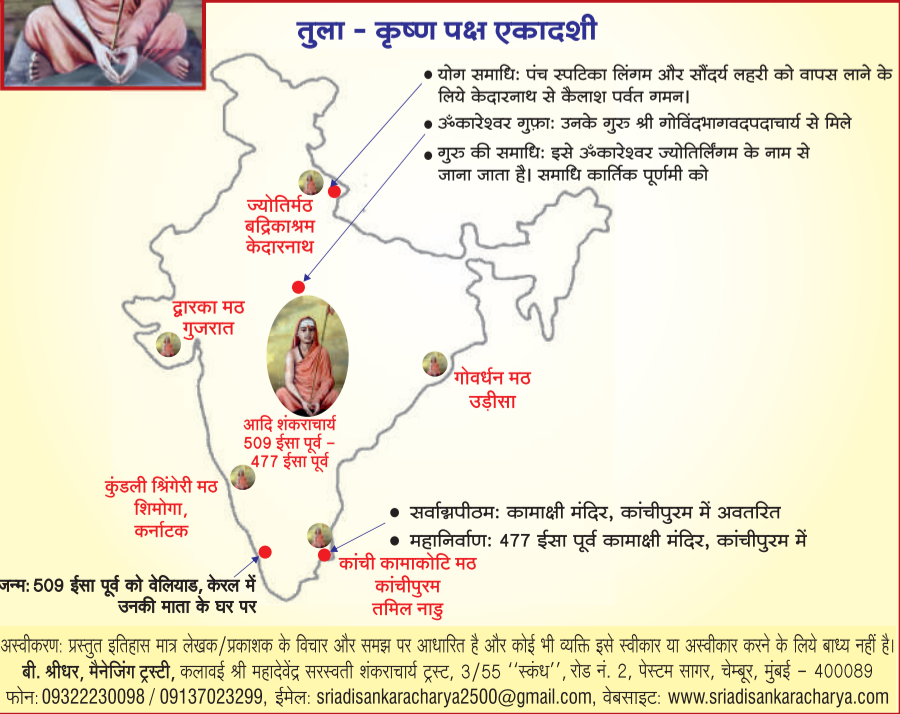 तुला - कृष्ण पक्ष एकादशी
• योग समाधि: पंच स्पटिका लिंगम और सौंदर्य लहरी को वापस लाने के
लिये केदारनाथ से कैलाश पर्वत गमन।
• ॐकारेश्वर गुफ़ा: उनके गुरु श्री गोविंदभागवदपदाचार्य से मिले
• गुरु की समाधि: इसे ॐकारेश्वर ज्योतिर्लिंगम के नाम से
जाना जाता है। समाधि कार्तिक पूर्णमी को
ज्योतिर्मठ
बद्रिकाश्रम
केदारनाथ
द्वारका मठ
गुजरात
गोवर्धन मठ
उड़ीसा
आदि शंकराचार्य
509 ईसा पूर्व –
477 ईसा पूर्व
कुंडली श्रिंगेरी मठ
शिमोगा,
कर्नाटक
• सर्वाज्ञपीठम: कामाक्षी मंदिर, कांचीपुरम में अवतरित
• महानिर्वाण: 477 ईसा पूर्व कामाक्षी मंदिर, कांचीपुरम में
कांची कामाकोटि मठ
कांचीपुरम
तमिल नाडु
जन्म: 509 ईसा पूर्व को वेलियाड, केरल में
उनकी माता के घर पर
अस्वीकरण: प्रस्तुत इतिहास मात्र लेखक/प्रकाशक के विचार और समझ पर आधारित है और कोई भी व्यक्ति इसे स्वीकार या अस्वीकार करने के लिये बाध्य नहीं है।
बी. श्रीधर, मैनेजिंग ट्रस्टी, कलावई श्री महादेवेंद्र सरस्वती शंकराचार्य ट्रस्ट, 3/55 ‘‘स्कंध’’, रोड नं. 2, पेस्टम सागर, चेम्बूर, मुंबई – 400089
फोन: 09322230098 / 09137023299, ईमेल: sriadisankaracharya2500@gmail.com, वेबसाइट: www.sriadisankaracharya.com